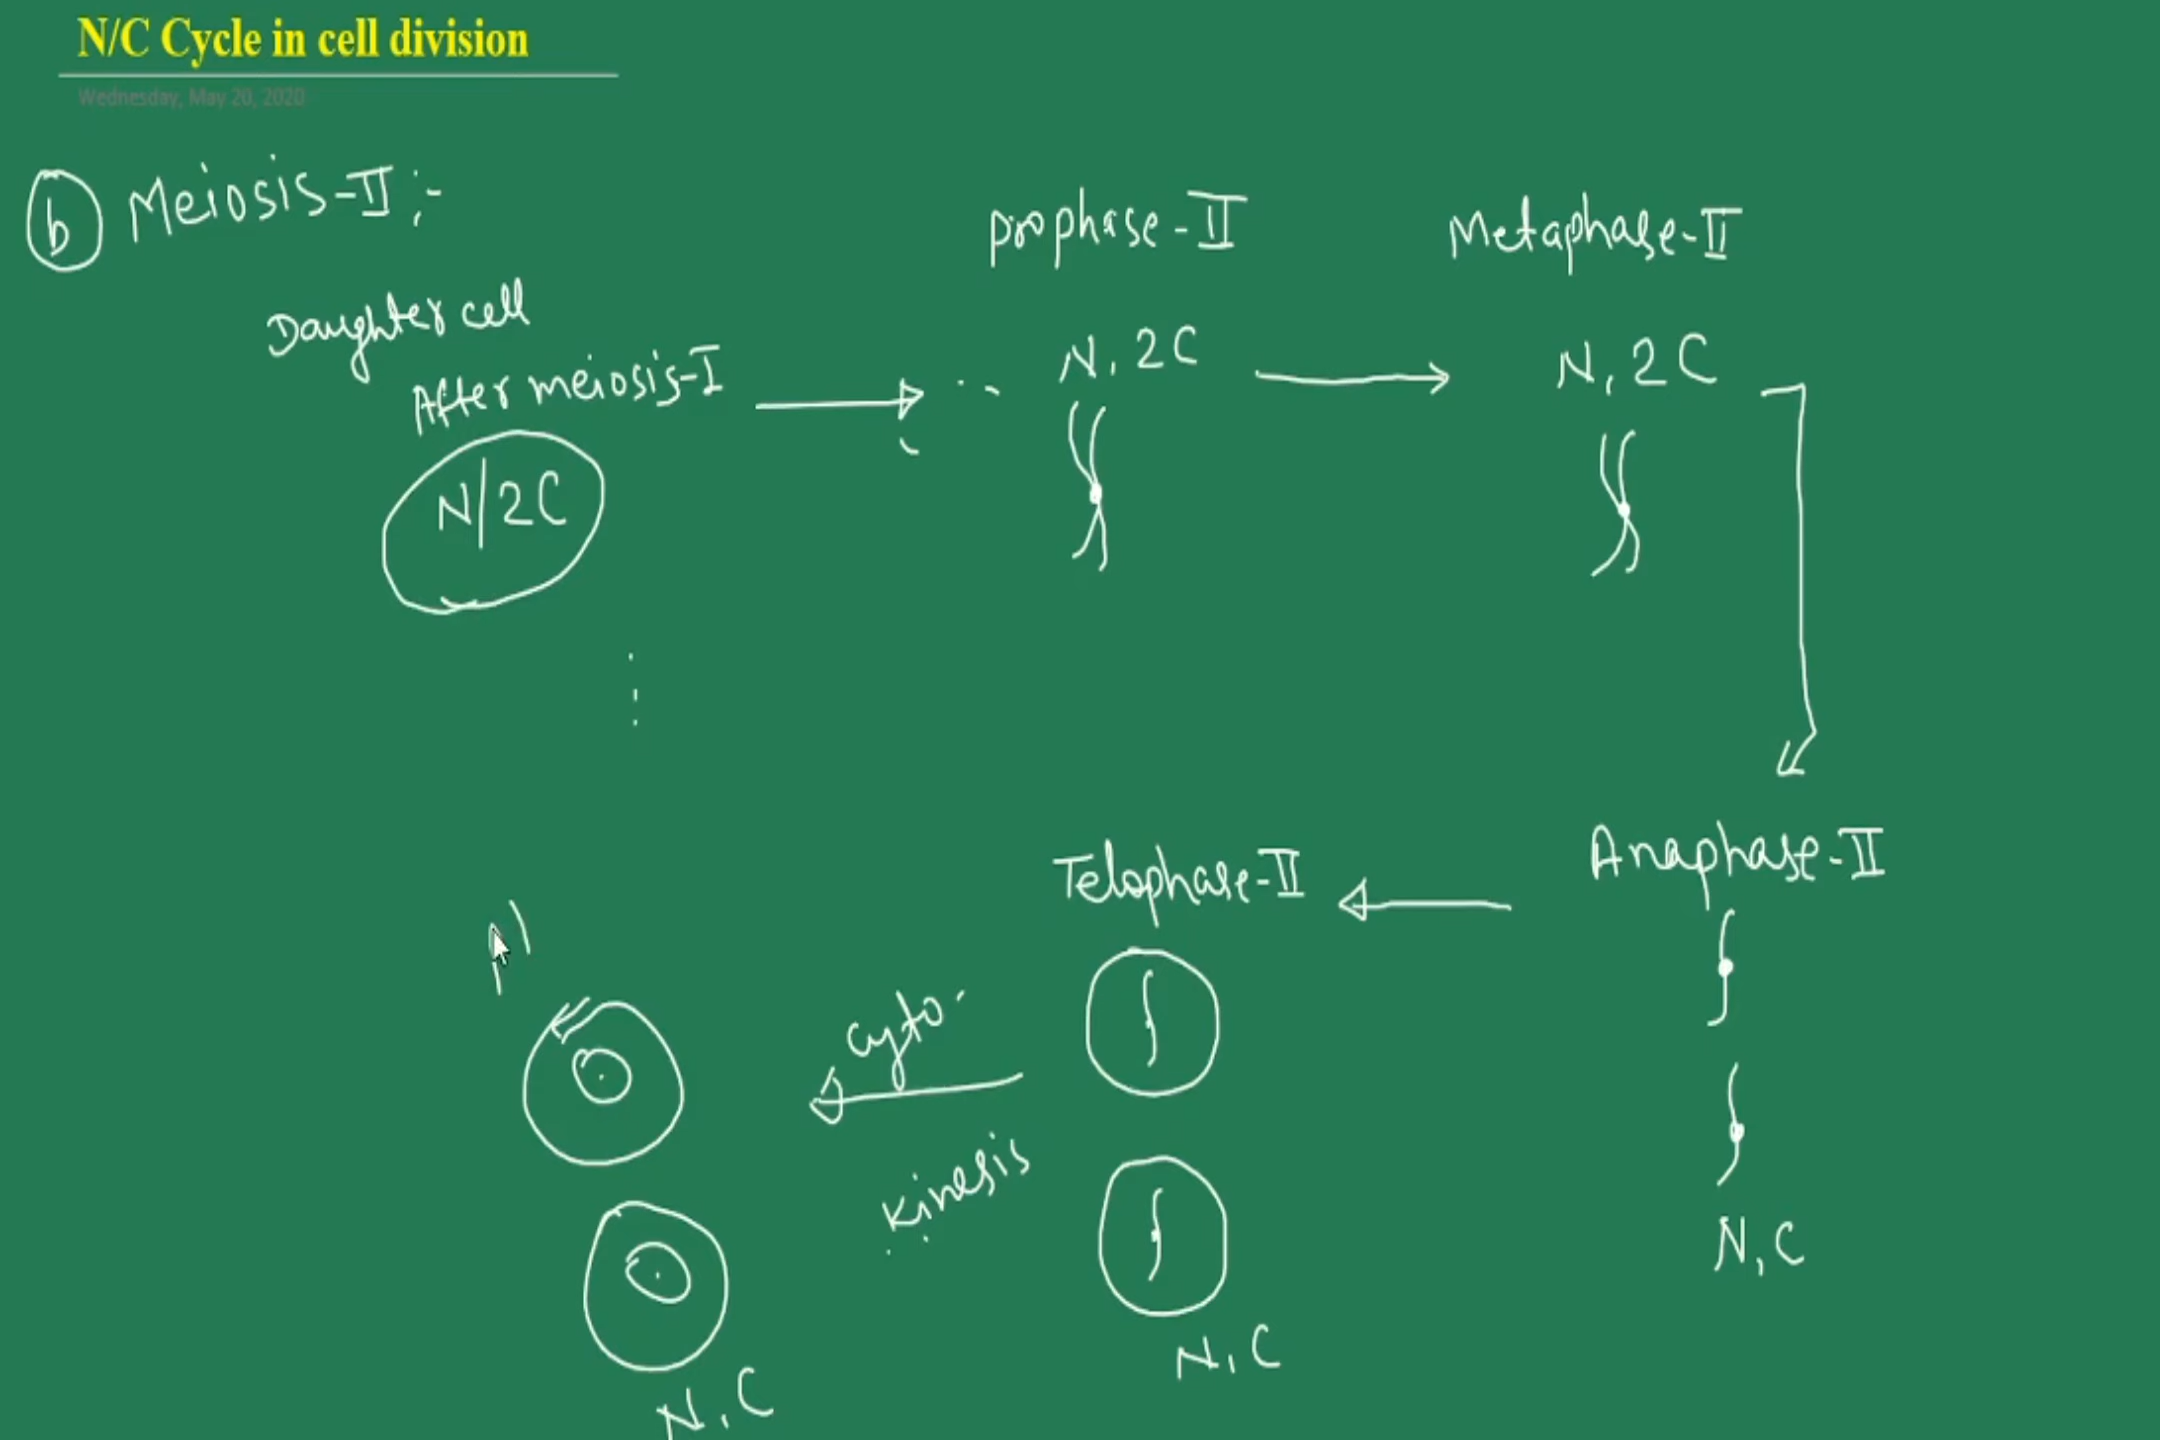 N/C Cycle in cell division
Wednesday, May 20, 2020
b Meiosis-II :-
Daughter cell
After meiosis-I
N/2C
Prophase-II
N, 2C
Metaphase-II
N, 2C
Anaphase-II
N, C
Telophase-II
N, C
Cyto-
kinesis
N, C